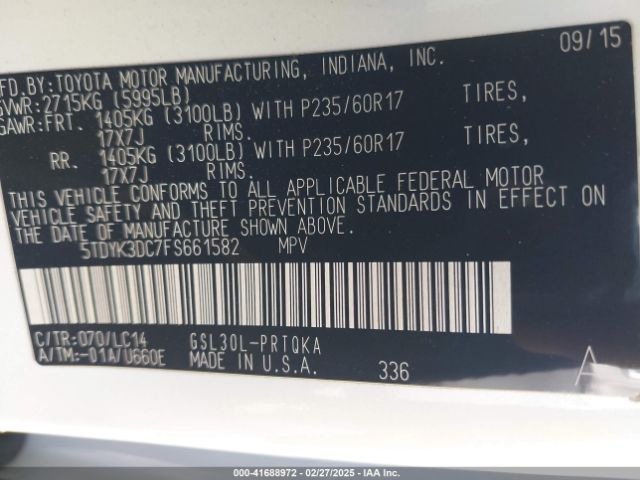 09/15
FD.BY:TOYOTA MOTOR MANUFACTURING, INDIANA, INC.
GVWR:2715KG (5995LB)
GAWR:FRT. 1405KG (3100LB) WITH P235/60R17 TIRES,
17X7J RIMS.
RR. 1405KG (3100LB) WITH P235/60R17 TIRES,
17X7J RIMS.
THIS VEHICLE CONFORMS TO ALL APPLICABLE FEDERAL MOTOR
VEHICLE SAFETY AND THEFT PREVENTION STANDARDS IN EFFECT ON
THE DATE OF MANUFACTURE SHOWN ABOVE.
5TDYK3DC7FS661582 MPV
C/TR:070/LC14 GSL30L-PRTQKA
A/TM:-01A/U660E MADE IN U.S.A. 336 A
000-41688972 - 02/27/2025 - IAA Inc.